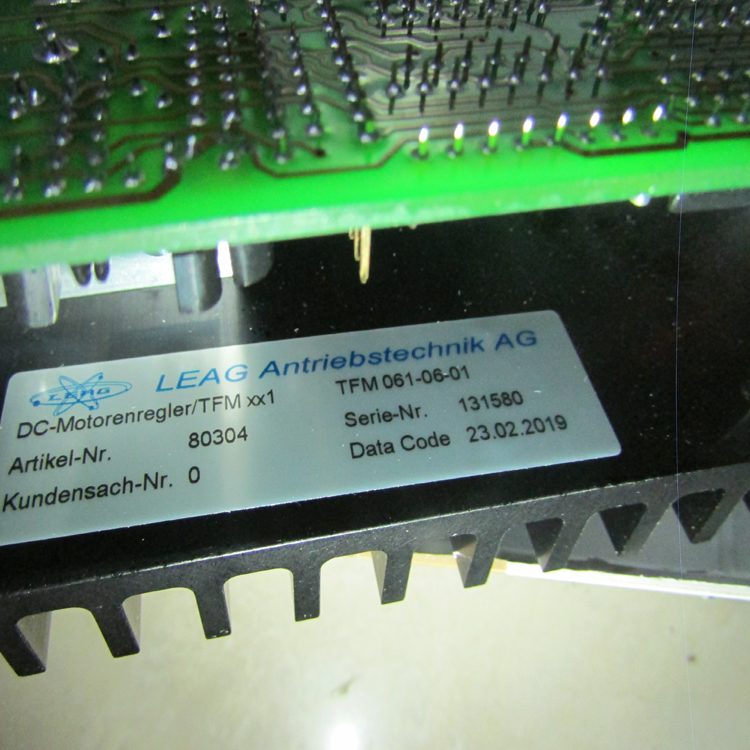 LEAG LEAG Antriebstechnik AG
DC-Motorenregler/TFM xx1 TFM 061-06-01
Artikel-Nr. 80304 Serie-Nr. 131580
Kundensach-Nr. 0 Data Code 23.02.2019